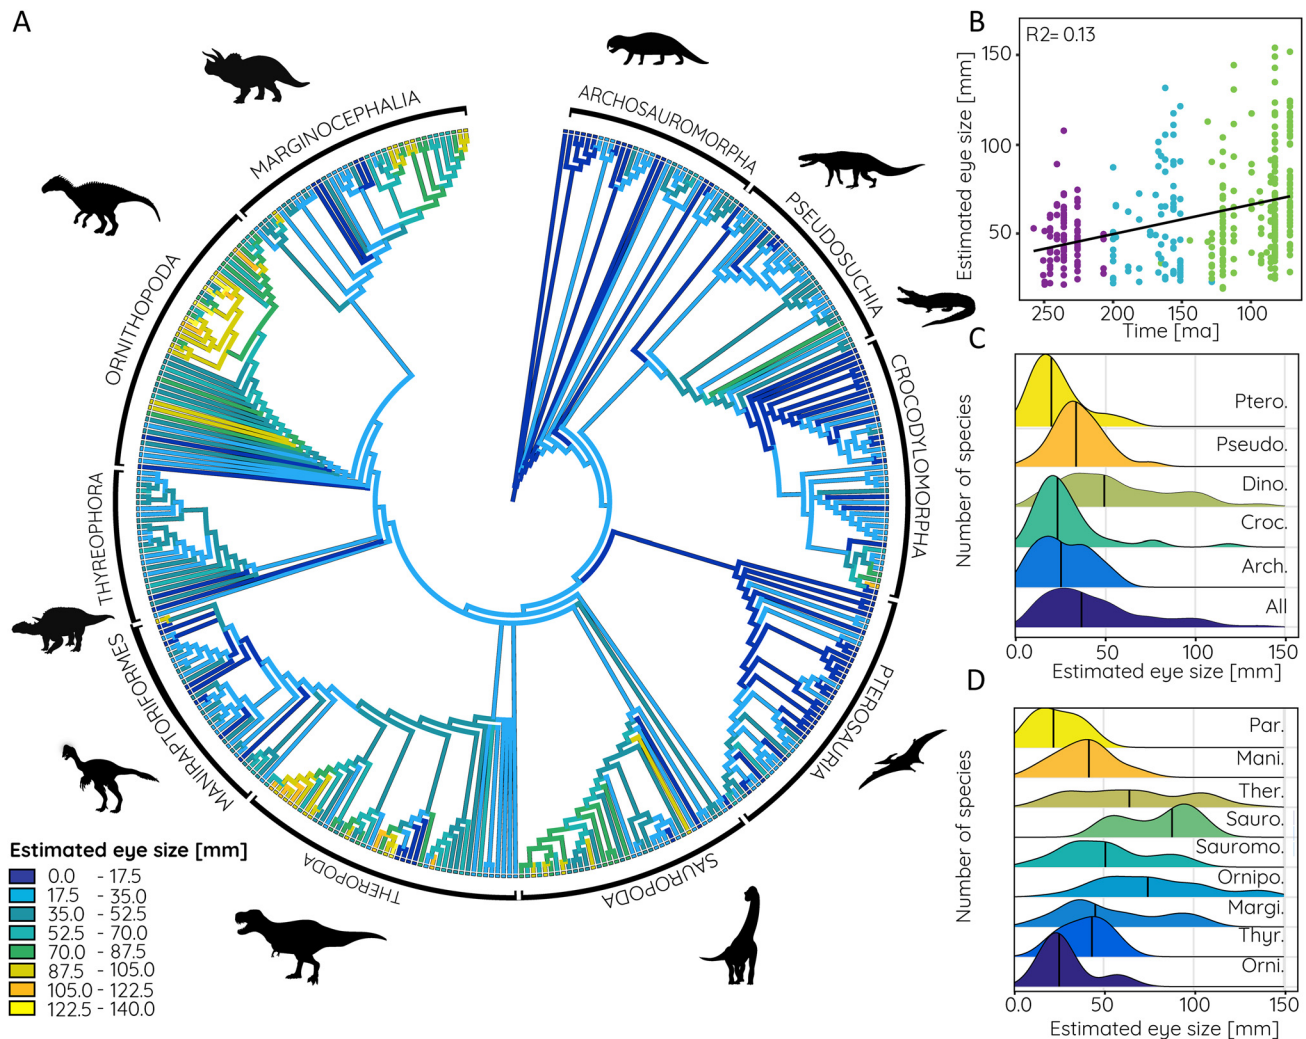 A
MARGINOCEPHALIA
ARCHOSAUROMORPHA
PSEUDOSUCHIA
CROCODYLOMORPHA
PTEROSAURIA
SAUROPODA
THEROPODA
MANIRAPTORIFORMES
THYREOPHORA
ORNITHOPODA
Estimated eye size [mm]
0.0 - 17.5
17.5 - 35.0
35.0 - 52.5
52.5 - 70.0
70.0 - 87.5
87.5 - 105.0
105.0 - 122.5
122.5 - 140.0
B
R2= 0.13
Estimated eye size [mm]
150
100
50
250 200 150 100
Time [ma]
C
Number of species
Ptero.
Pseudo.
Dino.
Croc.
Arch.
All
0.0 50 100 150
Estimated eye size [mm]
D
Number of species
Par.
Mani.
Ther.
Sauro.
Sauromo.
Ornipo.
Margi.
Thyr.
Orni.
0.0 50 100 150
Estimated eye size [mm]